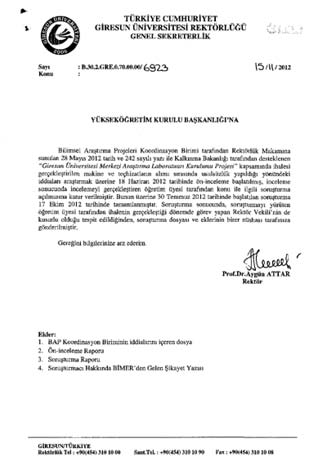 TÜRKİYE CUMHURİYET
GİRESUN ÜNİVERSİTESİ REKTÖRLÜĞÜ
GENEL SEKRETERLİK
Sayı : B.30.2.GRE.0.70.00.00/6923 15/11/2012
Konu :
YÜKSEKÖĞRETİM KURULU BAŞKANLIĞI'NA
Bilimsel Araştırma Projeleri Koordinasyon Birimi tarafından Rektörlük Makamına
sunulan 28 Mayıs 2012 tarih ve 242 sayılı yazı ile Kalkınma Bakanlığı tarafından desteklenen
"Giresun Üniversitesi Merkezi Araştırma Laboratuarı Kurulumu Projesi" kapsamında ihalesi
gerçekleştirilen makine ve teçhizatların alımı sırasında usulsüzlük yapıldığı yönündeki
iddiaları araştırmak üzere 18 Haziran 2012 tarihinde ön-inceleme başlatılmış, inceleme
sonucunda incelemeyi gerçekleştiren öğretim üyesi tarafından konu ile ilgili soruşturma
açılmasına karar verilmiştir. Bunun üzerine 30 Temmuz 2012 tarihinde başlatılan soruşturma
17 Ekim 2012 tarihinde tamamlanmıştır. Soruşturma sonucunda, soruşturmayı yürüten
öğretim üyesi tarafından ihalenin gerçekleştiği dönemde görev yapan Rektör Vekili'nin de
kusurlu olduğu tespit edildiğinden, soruşturma dosyası ve eklerinin birer nüshası tarafınıza
gönderilmiştir.
Gereğini bilgilerinize arz ederim.
Prof.Dr.Aygün ATTAR
Rektör
Ekler:
1. BAP Koordinasyon Biriminin iddialarını içeren dosya
2. Ön-inceleme Raporu
3. Soruşturma Raporu
4. Soruşturmacı Hakkında BİMER'den Gelen Şikayet Yazısı
GİRESUN/TÜRKİYE
Rektörlük Tel : +90(454) 310 10 00 Sant.Tel. : +90(454) 310 10 90 Fax : +90(454) 310 10 08